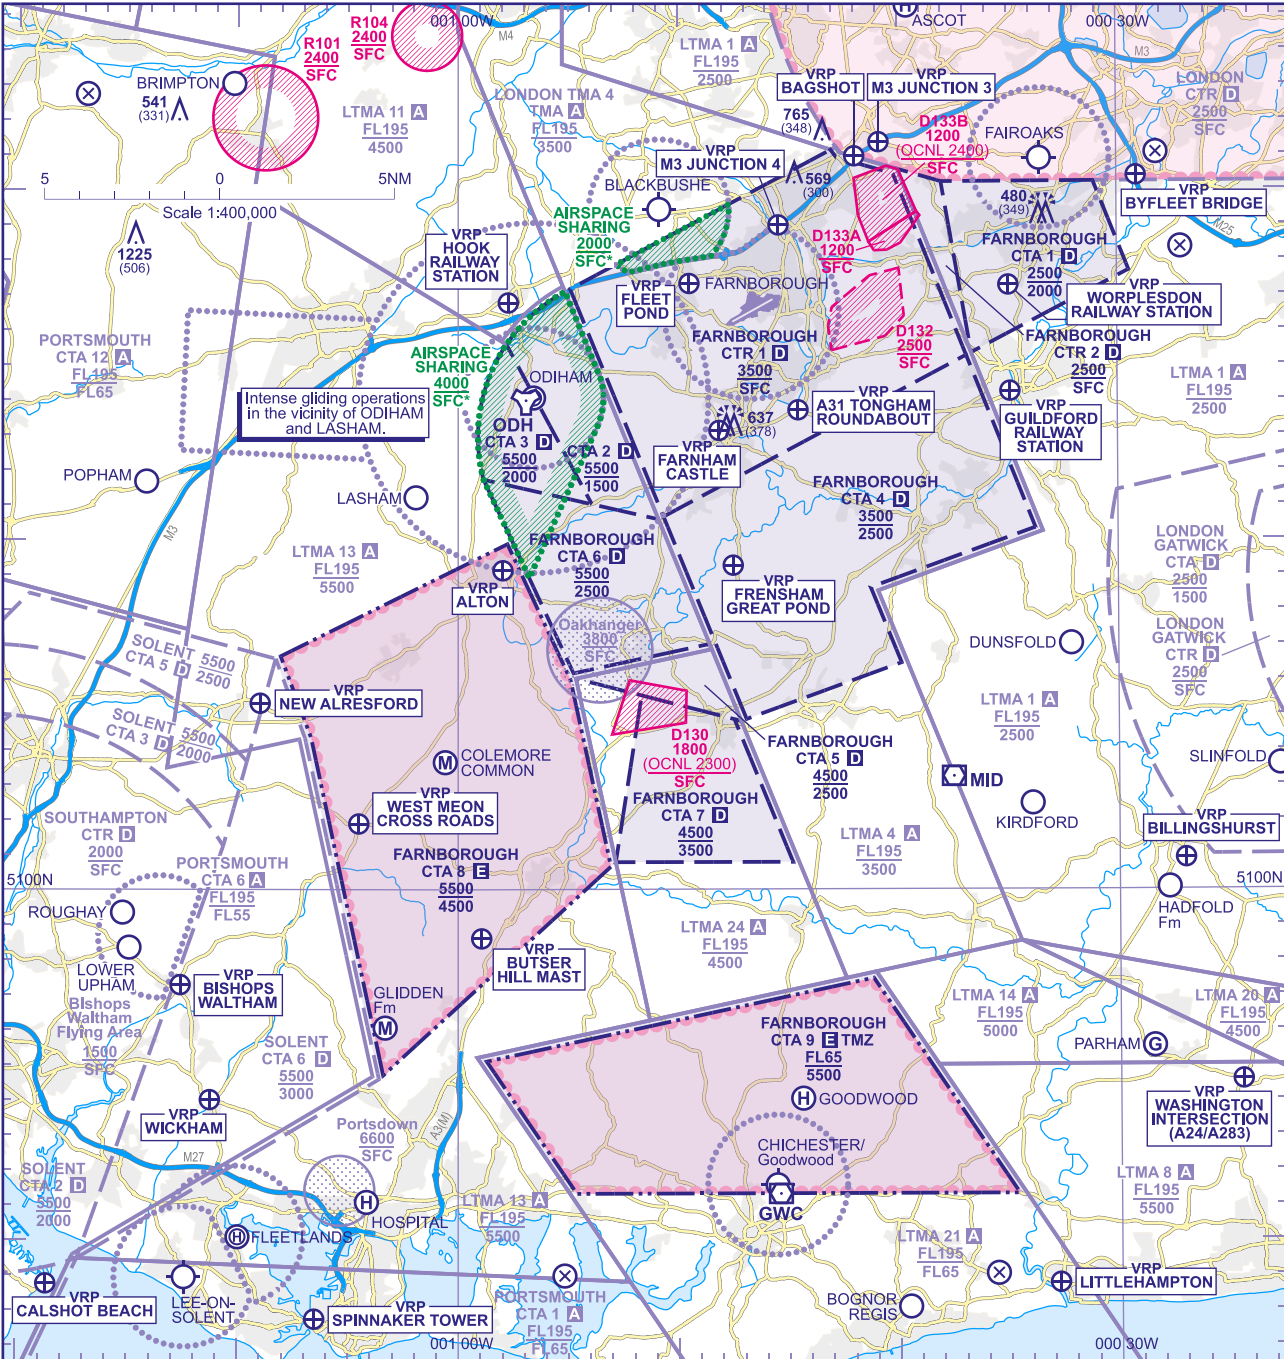 R104
2400
SFC
R101
2400
SFC
001 00W
M4
ASCOT
000 30W
M3
LTMA 1 A
FL195
2500
VRP
BAGSHOT
VRP
M3 JUNCTION 3
BRIMPTON
541
(331)
LTMA 11 A
FL195
4500
LONDON TMA 4
TMA A
FL195
3500
765
(348)
D133B
1200
(OCNL 2400)
SFC
FAIROAKS
LONDON
CTR D
2500
SFC
5
0
5NM
Scale 1:400,000
VRP
M3 JUNCTION 4
569
(300)
BLACKBUSHE
480
(349)
VRP
BYFLEET BRIDGE
M25
1225
(506)
VRP
HOOK
RAILWAY
STATION
AIRSPACE
SHARING
2000
SFC*
D133A
1200
SFC
FARNBOROUGH
CTA 1 D
2500
2000
VRP
FLEET
POND
FARNBOROUGH
VRP
WORPLESDON
RAILWAY STATION
PORTSMOUTH
CTA 12 A
FL195
FL65
AIRSPACE
SHARING
4000
SFC*
FARNBOROUGH
CTR 1 D
3500
SFC
D132
2500
SFC
FARNBOROUGH
CTR 2 D
2500
SFC
LTMA 1 A
FL195
2500
ODIHAM
Intense gliding operations
in the vicinity of ODIHAM
and LASHAM.
ODH
CTA 3 D
5500
2000
CTA 2 D
5500
1500
637
(378)
VRP
A31 TONGHAM
ROUNDABOUT
VRP
GUILDFORD
RAILWAY
STATION
VRP
FARNHAM
CASTLE
POPHAM
LASHAM
M3
FARNBOROUGH
CTA 4 D
3500
2500
LTMA 13 A
FL195
5500
FARNBOROUGH
CTA 6 D
5500
2500
LONDON
GATWICK
CTA D
2500
1500
VRP
ALTON
VRP
FRENSHAM
GREAT POND
Oakhanger
3800
SFC
LONDON
GATWICK
CTR D
2500
SFC
DUNSFOLD
SOLENT 5500
CTA 5 D 2500
VRP
NEW ALRESFORD
SOLENT 5500
CTA 3 D 2000
LTMA 1 A
FL195
2500
D130
1800
(OCNL 2300)
SFC
FARNBOROUGH
CTA 5 D
4500
2500
SLINFOLD
COLEMORE
COMMON
M
MID
FARNBOROUGH
CTA 7 D
4500
3500
KIRDFORD
VRP
WEST MEON
CROSS ROADS
SOUTHAMPTON
CTR D
2000
SFC
VRP
BILLINGSHURST
LTMA 4 A
FL195
3500
FARNBOROUGH
CTA 8 E
5500
4500
PORTSMOUTH
CTA 6 A
FL195
FL55
5100N
5100N
ROUGHAY
HADFOLD
Fm
LTMA 24 A
FL195
4500
VRP
BUTSER
HILL MAST
LOWER
UPHAM
VRP
BISHOPS
WALTHAM
GLIDDEN
Fm
M
BIshops
Waltham
Flying Area
1500
SFC
LTMA 14 A
FL195
5000
LTMA 20 A
FL195
4500
FARNBOROUGH
CTA 9 E TMZ
FL65
5500
PARHAM G
SOLENT
CTA 6 D
5500
3000
H GOODWOOD
VRP
WASHINGTON
INTERSECTION
(A24/A283)
VRP
WICKHAM
Portsdown
6600
SFC
A3(M)
CHICHESTER/
Goodwood
M27
SOLENT
CTA 2 D
5500
2000
LTMA 8 A
FL195
5500
H
HOSPITAL
LTMA 13 A
FL195
5500
GWC
H FLEETLANDS
LTMA 21 A
FL195
FL65
VRP
CALSHOT BEACH
LEE-ON-
SOLENT
VRP
SPINNAKER TOWER
PORTSMOUTH
CTA 1 A
FL195
FL65
VRP
LITTLEHAMPTON
BOGNOR
REGIS
001 00W
000 30W